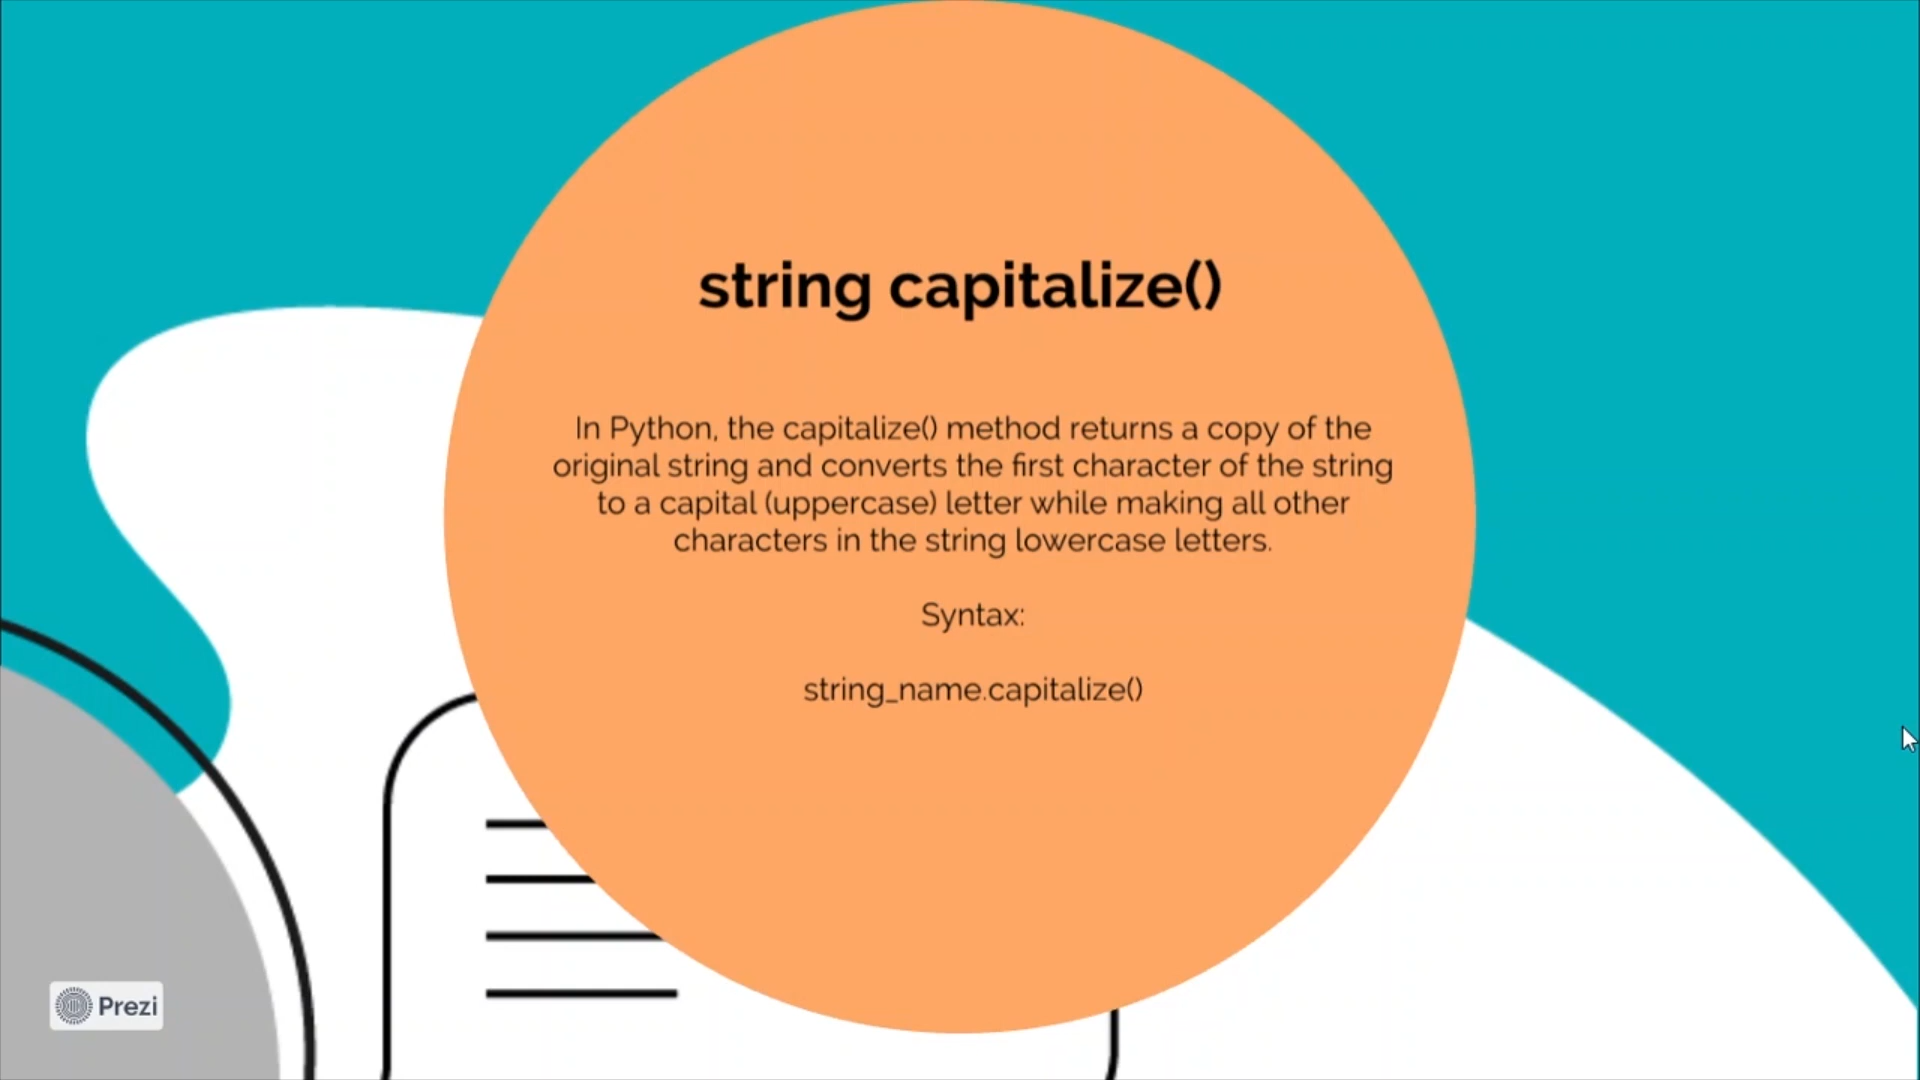 string capitalize()
In Python, the capitalize() method returns a copy of the
original string and converts the first character of the string
to a capital (uppercase) letter while making all other
characters in the string lowercase letters.
Syntax:
string_name.capitalize()
Prezi